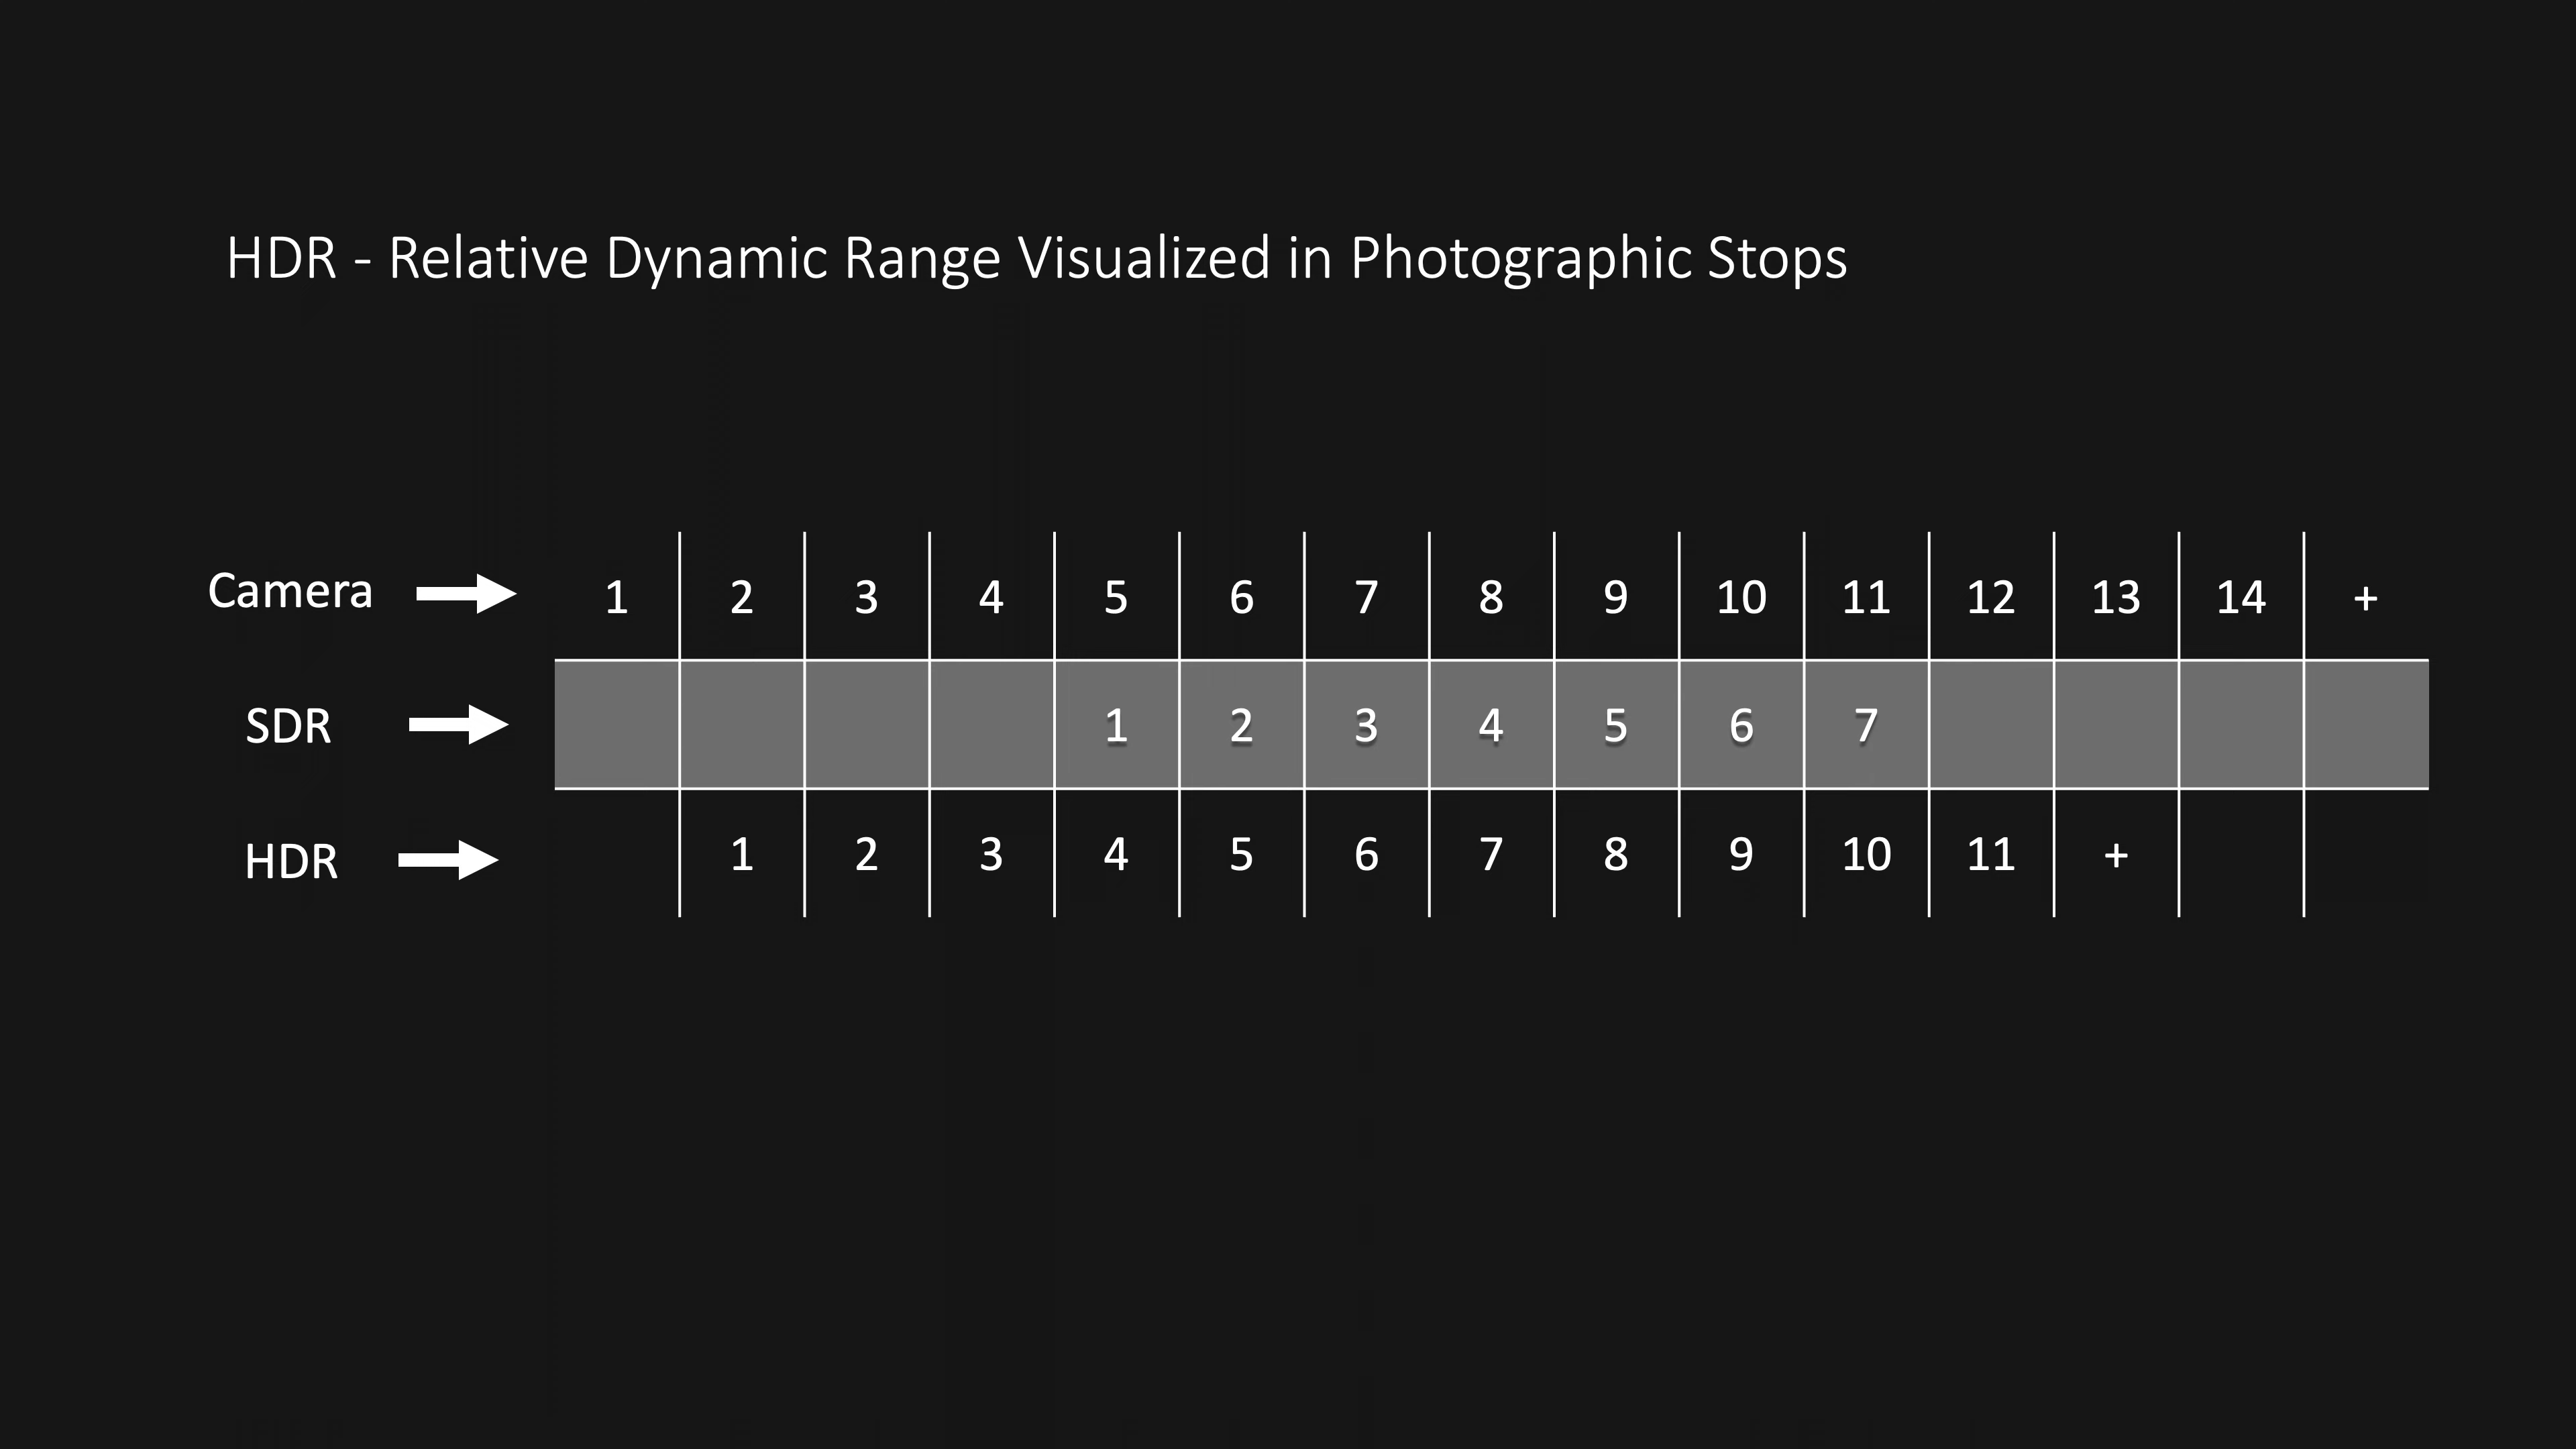 HDR - Relative Dynamic Range Visualized in Photographic Stops
Camera 1 2 3 4 5 6 7 8 9 10 11 12 13 14 +
SDR 1 2 3 4 5 6 7
HDR 1 2 3 4 5 6 7 8 9 10 11 +